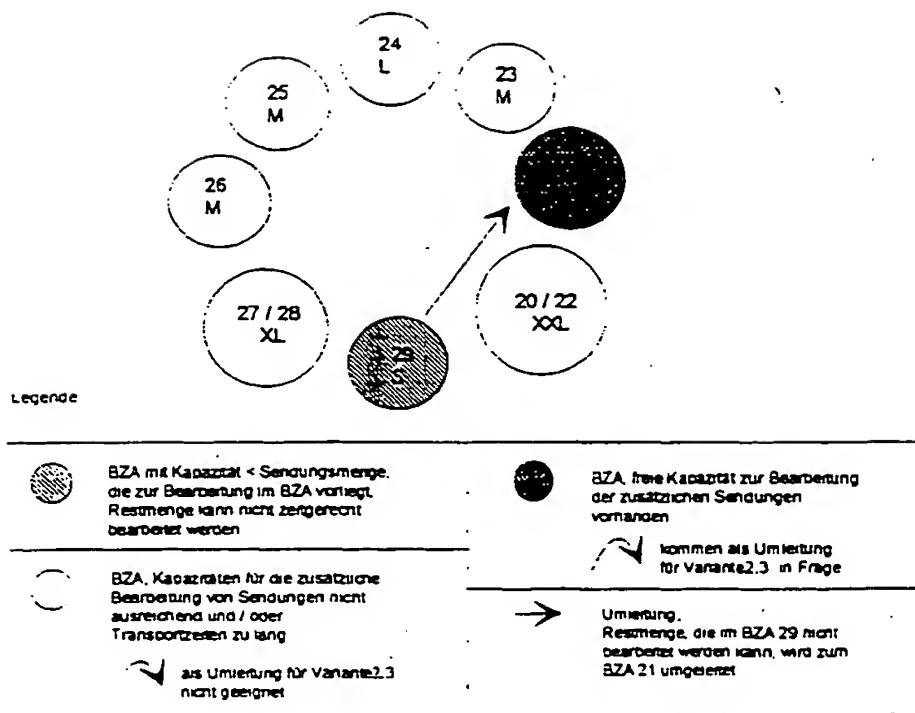 24
L
25
M
23
M
26
M
27 / 28
XL
29
S
20 / 22
XXL
Legende
BZA mit Kapazität < Sendungsmenge,
die zur Bearbeitung im BZA vorliegt,
Restmenge kann nicht zeitgerecht
bearbeitet werden
BZA, Kapazitäten für die zusätzliche
Bearbeitung von Sendungen nicht
ausreichend und / oder
Transportzeiten zu lang
als Umleitung für Variante2.3
nicht geeignet
BZA, freie Kapazität zur Bearbeitung
der zusätzlichen Sendungen
vorhanden
kommen als Umleitung
für Variante2.3 in Frage
Umleitung,
Restmenge, die im BZA 29 nicht
bearbeitet werden kann, wird zum
BZA 21 umgeleitet